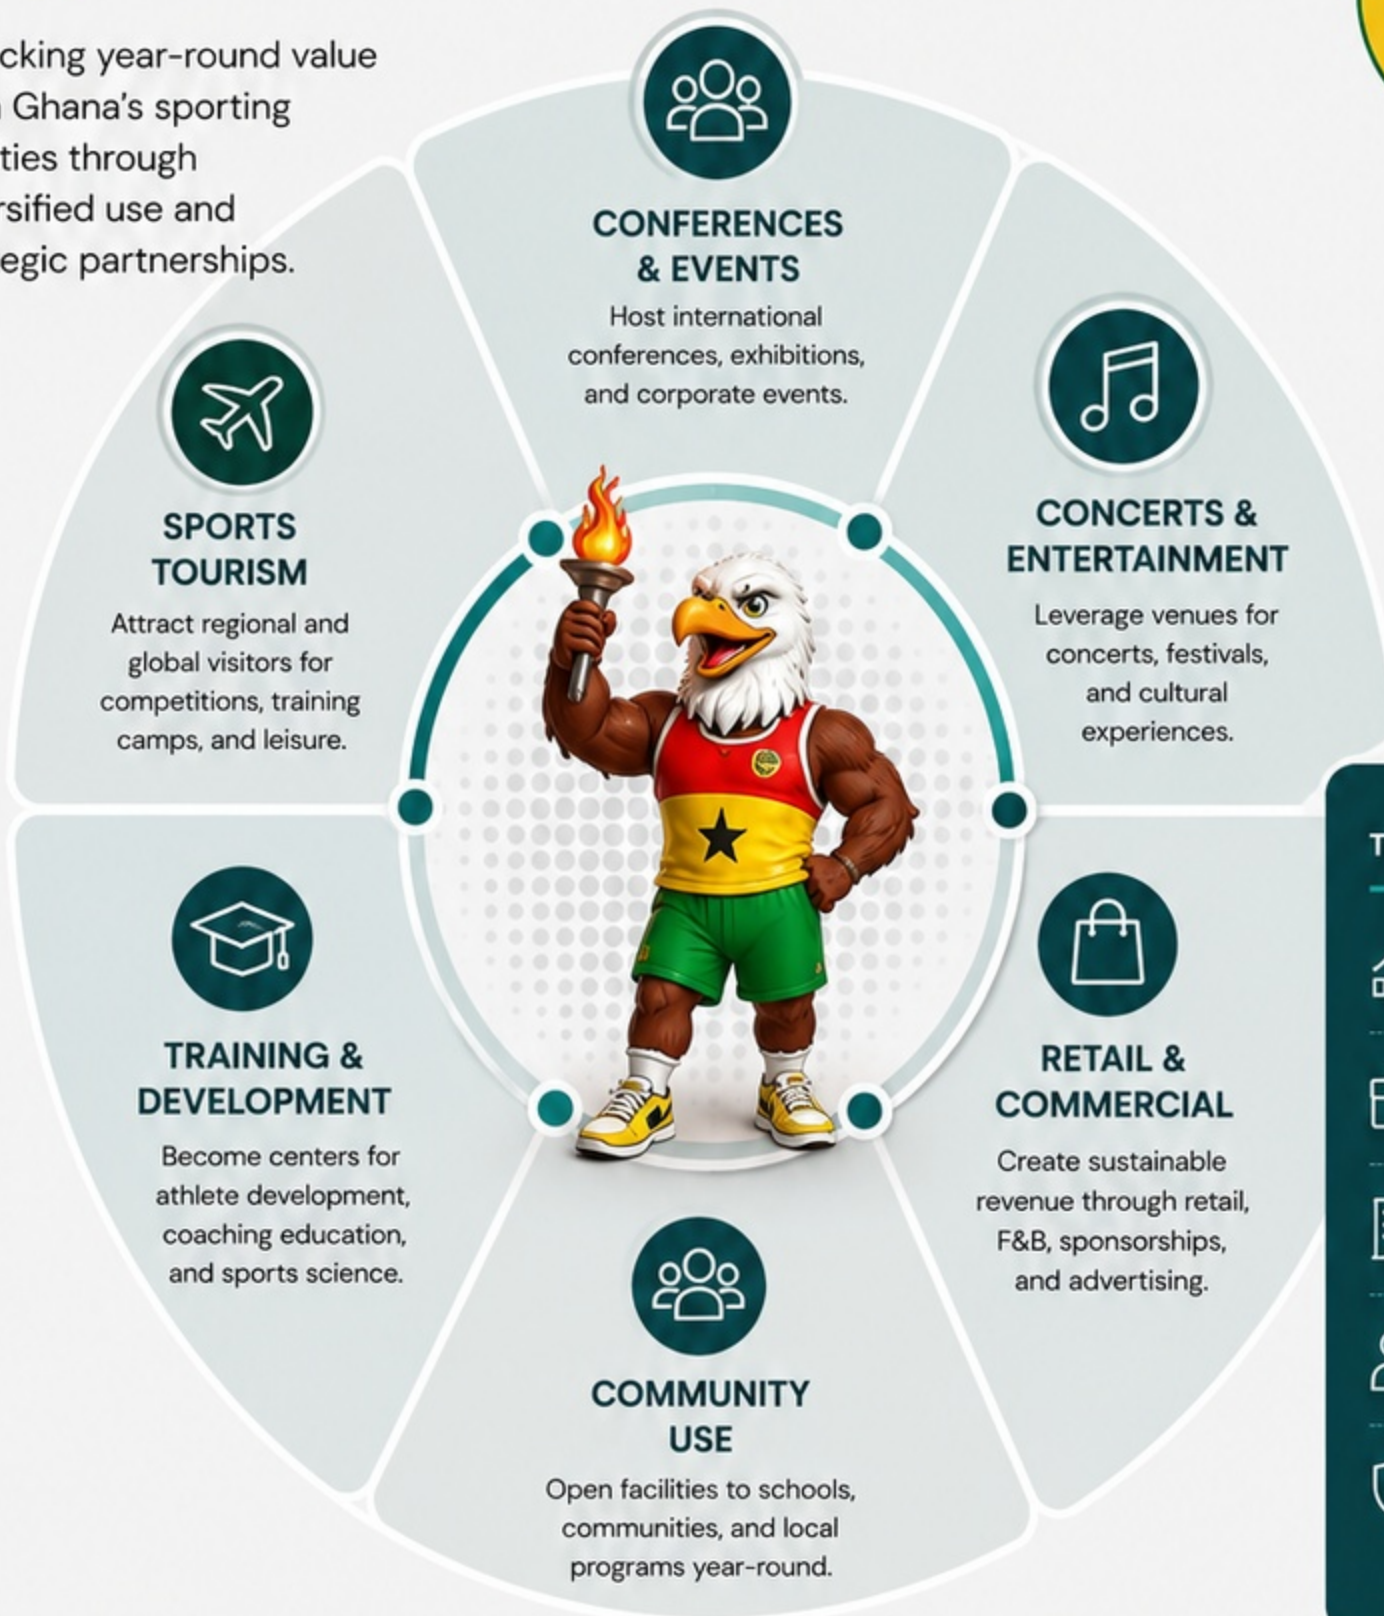 cking year-round value
Ghana's sporting
ties through
rsified use and
egic partnerships.
CONFERENCES
& EVENTS
Host international
conferences, exhibitions,
and corporate events.
SPORTS
TOURISM
Attract regional and
global visitors for
competitions, training
camps, and leisure.
CONCERTS &
ENTERTAINMENT
Leverage venues for
concerts, festivals,
and cultural
experiences.
TRAINING &
DEVELOPMENT
Become centers for
athlete development,
coaching education,
and sports science.
RETAIL &
COMMERCIAL
Create sustainable
revenue through retail,
F&B, sponsorships,
and advertising.
COMMUNITY
USE
Open facilities to schools,
communities, and local
programs year-round.
T